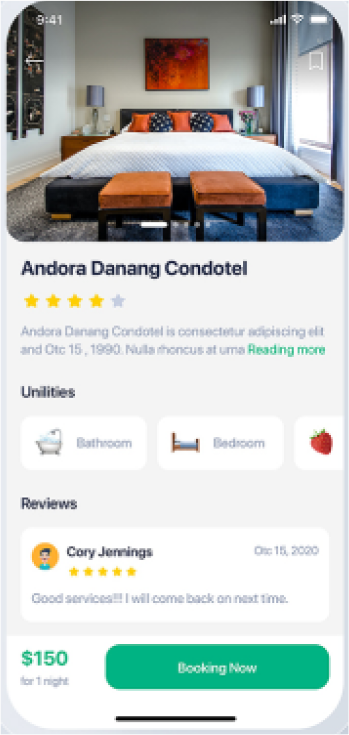 9:41
Andora Danang Condotel
Andora Danang Condotel is consectetur adipiscing elit
and Otc 15 , 1990. Nulla rhoncus at urna Reading more
Unilities
Bathroom
Bedroom
Reviews
Cory Jennings
Otc 15, 2020
Good services!!! I will come back on next time.
$150
for 1 night
Booking Now